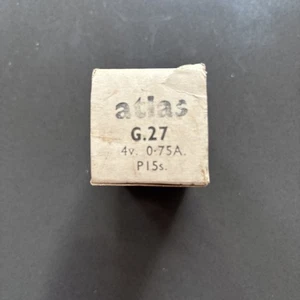 atlas
G.27
4v. 0·75A.
P15s.